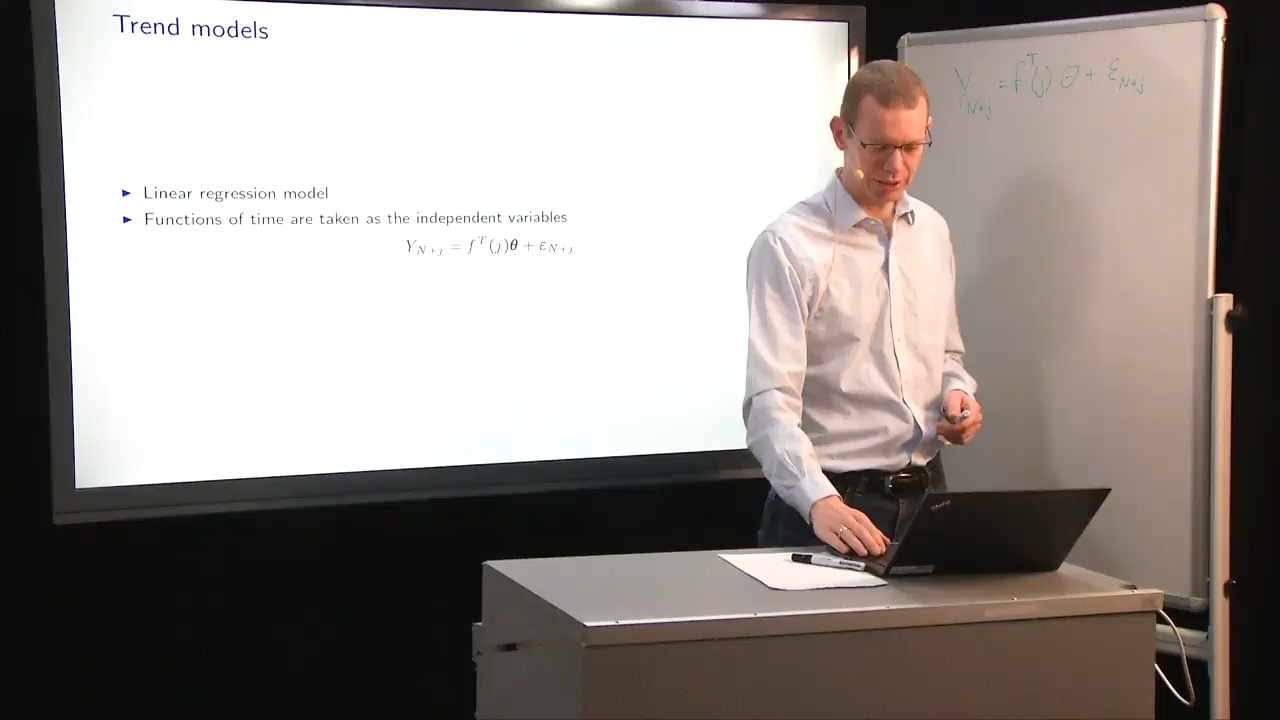 Trend models
► Linear regression model
► Functions of time are taken as the independent variables
Y_{N+j} = f^T(j)θ + ε_{N+j}
Y_{N+j} = f^T(j) θ + ε_{N+j}